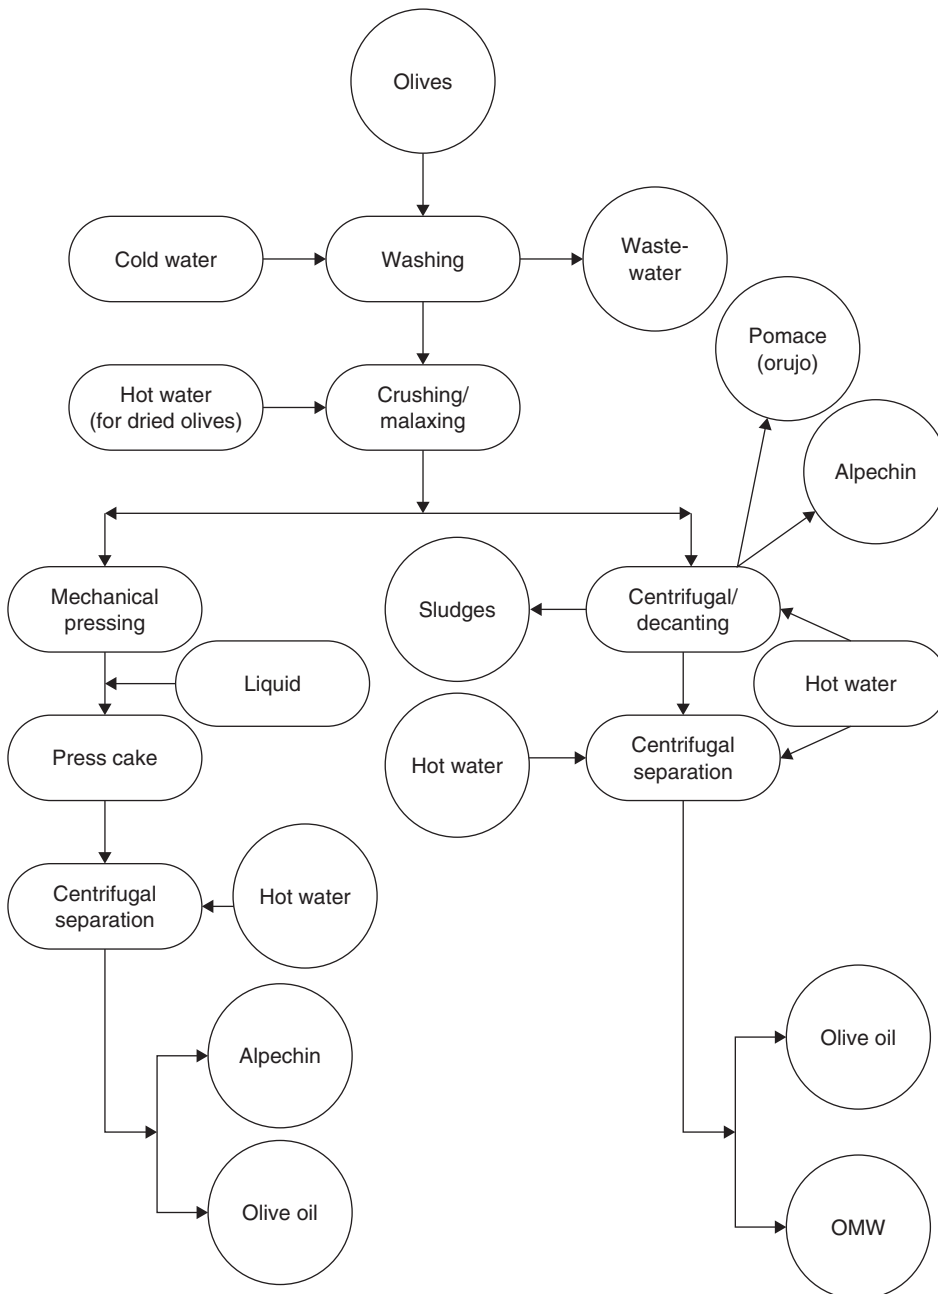 Olives
Cold water
Washing
Waste-
water
Pomace
(orujo)
Hot water
(for dried olives)
Crushing/
malaxing
Alpechin
Mechanical
pressing
Sludges
Centrifugal/
decanting
Liquid
Hot water
Press cake
Hot water
Centrifugal
separation
Centrifugal
separation
Hot water
Alpechin
Olive oil
Olive oil
OMW